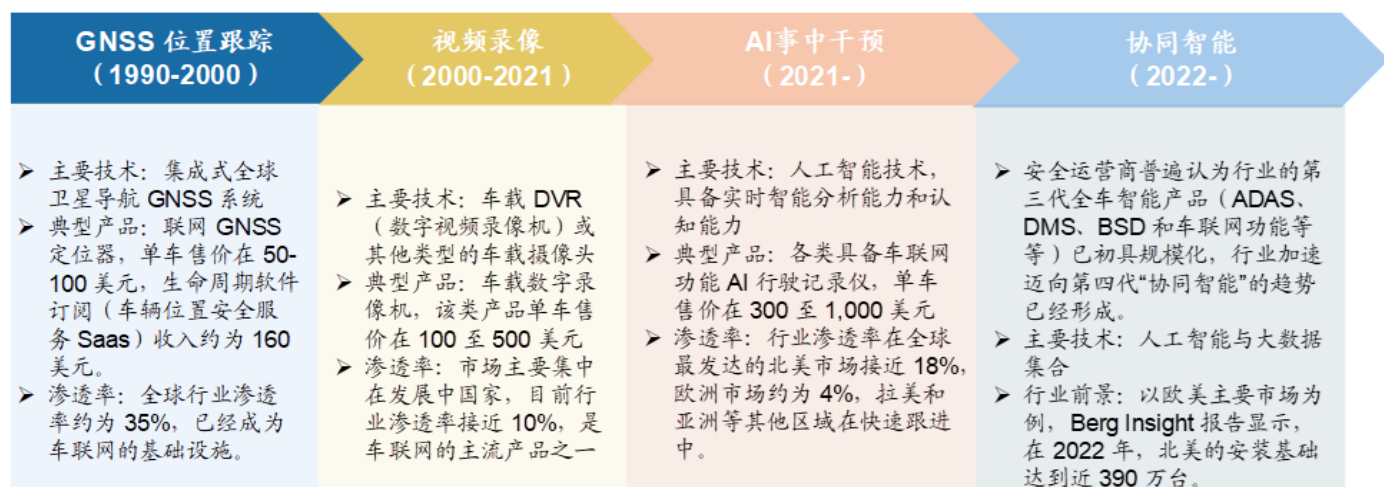 GNSS 位置跟踪
（1990-2000）
视频录像
（2000-2021）
AI事中干预
（2021-）
协同智能
（2022-）
➢ 主要技术：集成式全球
卫星导航 GNSS 系统
➢ 典型产品：联网 GNSS
定位器，单车售价在 50-
100 美元，生命周期软件
订阅（车辆位置安全服
务 Saas）收入约为 160
美元。
➢ 渗透率：全球行业渗透
率约为 35%，已经成为
车联网的基础设施。
➢ 主要技术：车载 DVR
（数字视频录像机）或
其他类型的车载摄像头
➢ 典型产品：车载数字录
像机，该类产品单车售
价在 100 至 500 美元
➢ 渗透率：市场主要集中
在发展中国家，目前行
业渗透率接近 10%，是
车联网的主流产品之一
➢ 主要技术：人工智能技术，
具备实时智能分析能力和认
知能力
➢ 典型产品：各类具备车联网
功能 AI 行驶记录仪，单车
售价在 300 至 1,000 美元
➢ 渗透率：行业渗透率在全球
最发达的北美市场接近 18%，
欧洲市场约为 4%，拉美和
亚洲等其他区域在快速跟进
中。
➢ 安全运营商普遍认为行业的第
三代全车智能产品（ADAS、
DMS、BSD 和车联网功能等
等）已初具规模化，行业加速
迈向第四代“协同智能”的趋势
已经形成。
➢ 主要技术：人工智能与大数据
集合
➢ 行业前景：以欧美主要市场为
例，Berg Insight 报告显示，
在 2022 年，北美的安装基础
达到近 390 万台。